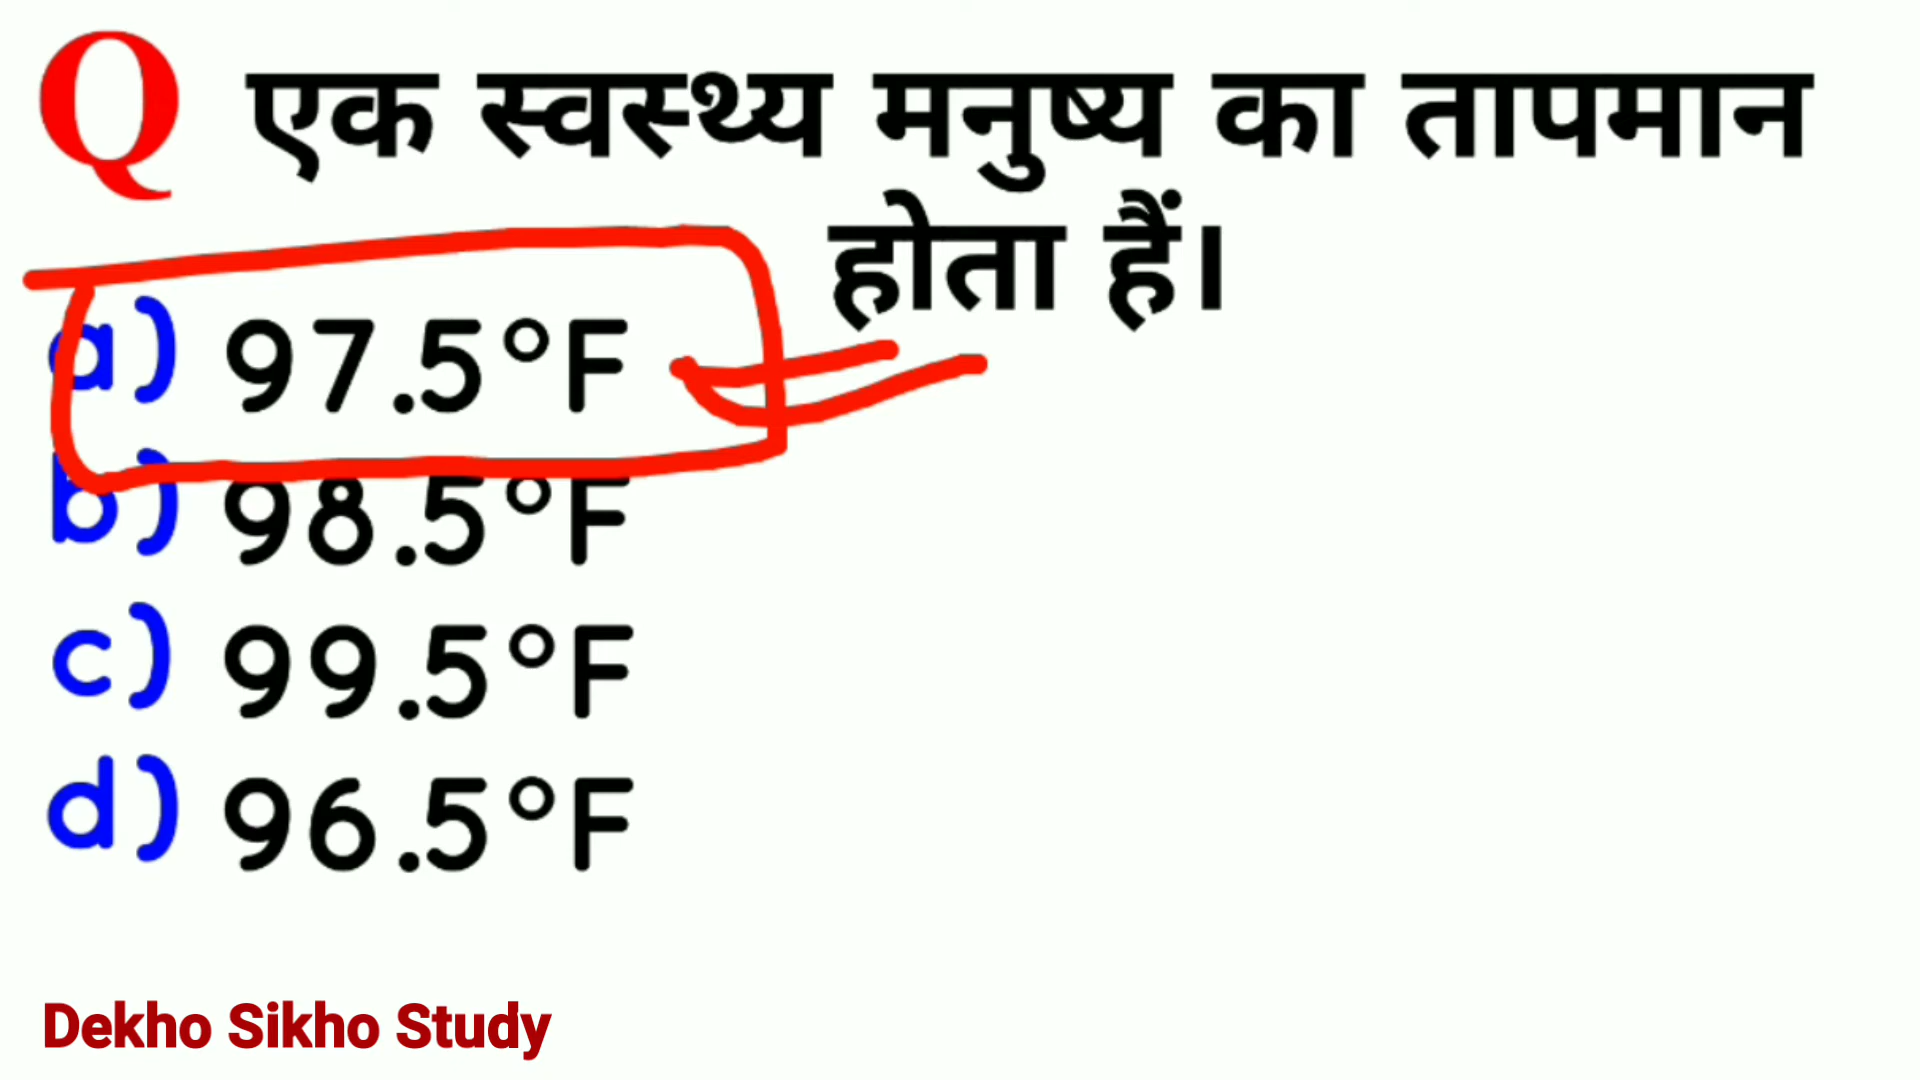 Q एक स्वस्थ्य मनुष्य का तापमान
होता हैं।
a) 97.5°F
b) 98.5°F
c) 99.5°F
d) 96.5°F
Dekho Sikho Study